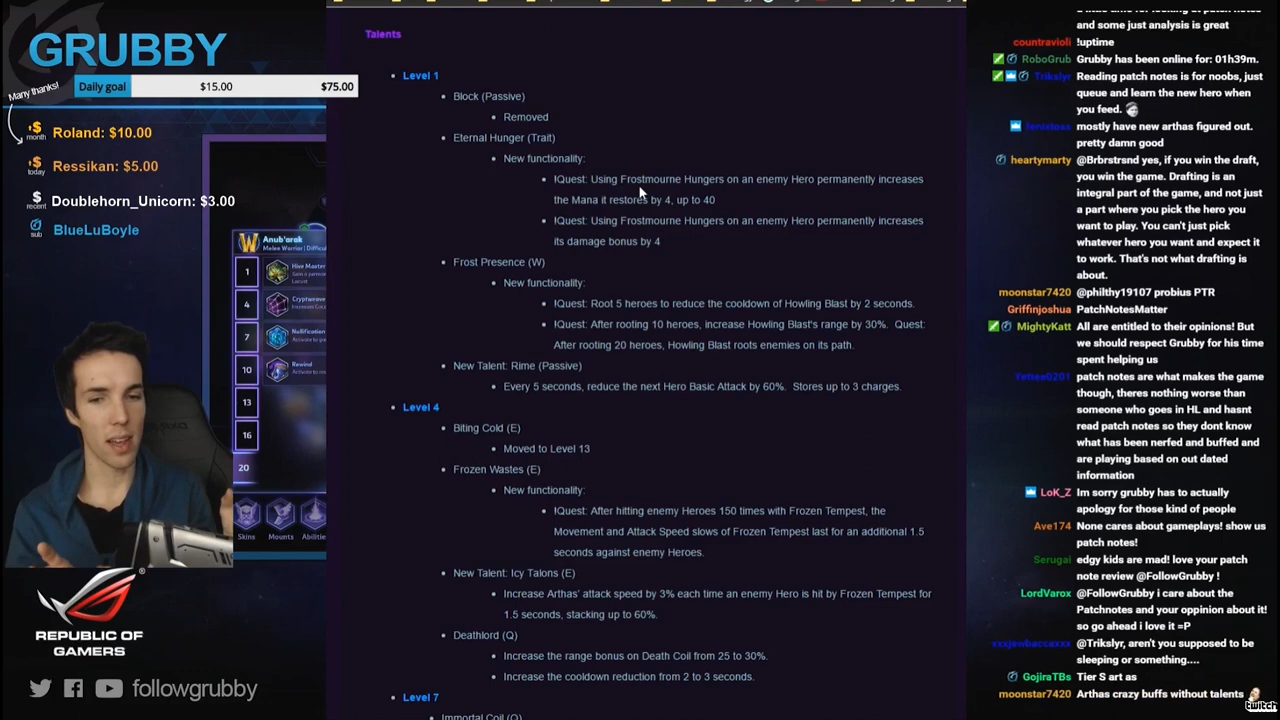 GRUBBY
Many thanks!
Daily goal
$15.00
$75.00
month
Roland: $10.00
today
Ressikan: $5.00
recent
Doublehorn_Unicorn: $3.00
sub
BlueLuBoyle
Anub'arak
1
4
7
10
13
16
20
Hive Master
Cryptweave
Nullification
Rewind
Skins
Mounts
Abilities
REPUBLIC OF
GAMERS
followgrubby
Talents
Level 1
Block (Passive)
Removed
Eternal Hunger (Trait)
New functionality:
!Quest: Using Frostmourne Hungers on an enemy Hero permanently increases
the Mana it restores by 4, up to 40
!Quest: Using Frostmourne Hungers on an enemy Hero permanently increases
its damage bonus by 4
Frost Presence (W)
New functionality:
!Quest: Root 5 heroes to reduce the cooldown of Howling Blast by 2 seconds.
!Quest: After rooting 10 heroes, increase Howling Blast's range by 30%. Quest:
After rooting 20 heroes, Howling Blast roots enemies on its path.
New Talent: Rime (Passive)
Every 5 seconds, reduce the next Hero Basic Attack by 60%. Stores up to 3 charges.
Level 4
Biting Cold (E)
Moved to Level 13
Frozen Wastes (E)
New functionality:
!Quest: After hitting enemy Heroes 150 times with Frozen Tempest, the
Movement and Attack Speed slows of Frozen Tempest last for an additional 1.5
seconds against enemy Heroes.
New Talent: Icy Talons (E)
Increase Arthas' attack speed by 3% each time an enemy Hero is hit by Frozen Tempest for
1.5 seconds, stacking up to 60%.
Deathlord (Q)
Increase the range bonus on Death Coil from 25 to 30%.
Increase the cooldown reduction from 2 to 3 seconds.
Level 7
Immortal Coil (Q)
and some just analysis is great
countravioli !uptime
RoboGrub Grubby has been online for: 01h39m.
Trikslyr Reading patch notes is for noobs, just
queue and learn the new hero when
you feed.
mostly have new arthas figured out.
pretty damn good
heartymarty @Brbrstrsnd yes, if you win the draft,
you win the game. Drafting is an
integral part of the game, and not just
a part where you pick the hero you
want to play. You can't just pick
whatever hero you want and expect it
to work. That's not what drafting is
about.
moonstar7420 @philthy19107 probius PTR
Griffinjoshua PatchNotesMatter
MightyKatt All are entitled to their opinions! But
we should respect Grubby for his time
spent helping us
patch notes are what makes the game
though, theres nothing worse than
someone who goes in HL and hasnt
read patch notes so they dont know
what has been nerfed and buffed and
are playing based on out dated
information
LoK_Z Im sorry grubby has to actually
apology for those kind of people
Ave174 None cares about gameplays! show us
patch notes!
Serugai edgy kids are mad! love your patch
note review @FollowGrubby !
LordVarox @FollowGrubby i care about the
Patchnotes and your oppinion about it!
so go ahead i love it =P
xxxjawbaccaxxx @Trikslyr, aren't you supposed to be
sleeping or something....
GojiraTBs Tier S art as
moonstar7420 Arthas crazy buffs without talents
twitch